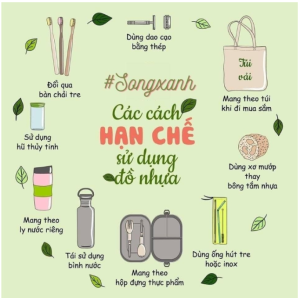 Dùng dao cạo
bằng thép
Túi
vải
Đổi qua
bàn chải tre
#Songxanh
Các cách
HẠN CHẾ
sử dụng
đồ nhựa
Mang theo túi
khi đi mua sắm
Sử dụng
hũ thủy tinh
Dùng xơ mướp
thay
bông tắm nhựa
Mang theo
ly nước riêng
Tái sử dụng
bình nước
Mang theo
hộp đựng thực phẩm
Dùng ống hút tre
hoặc inox